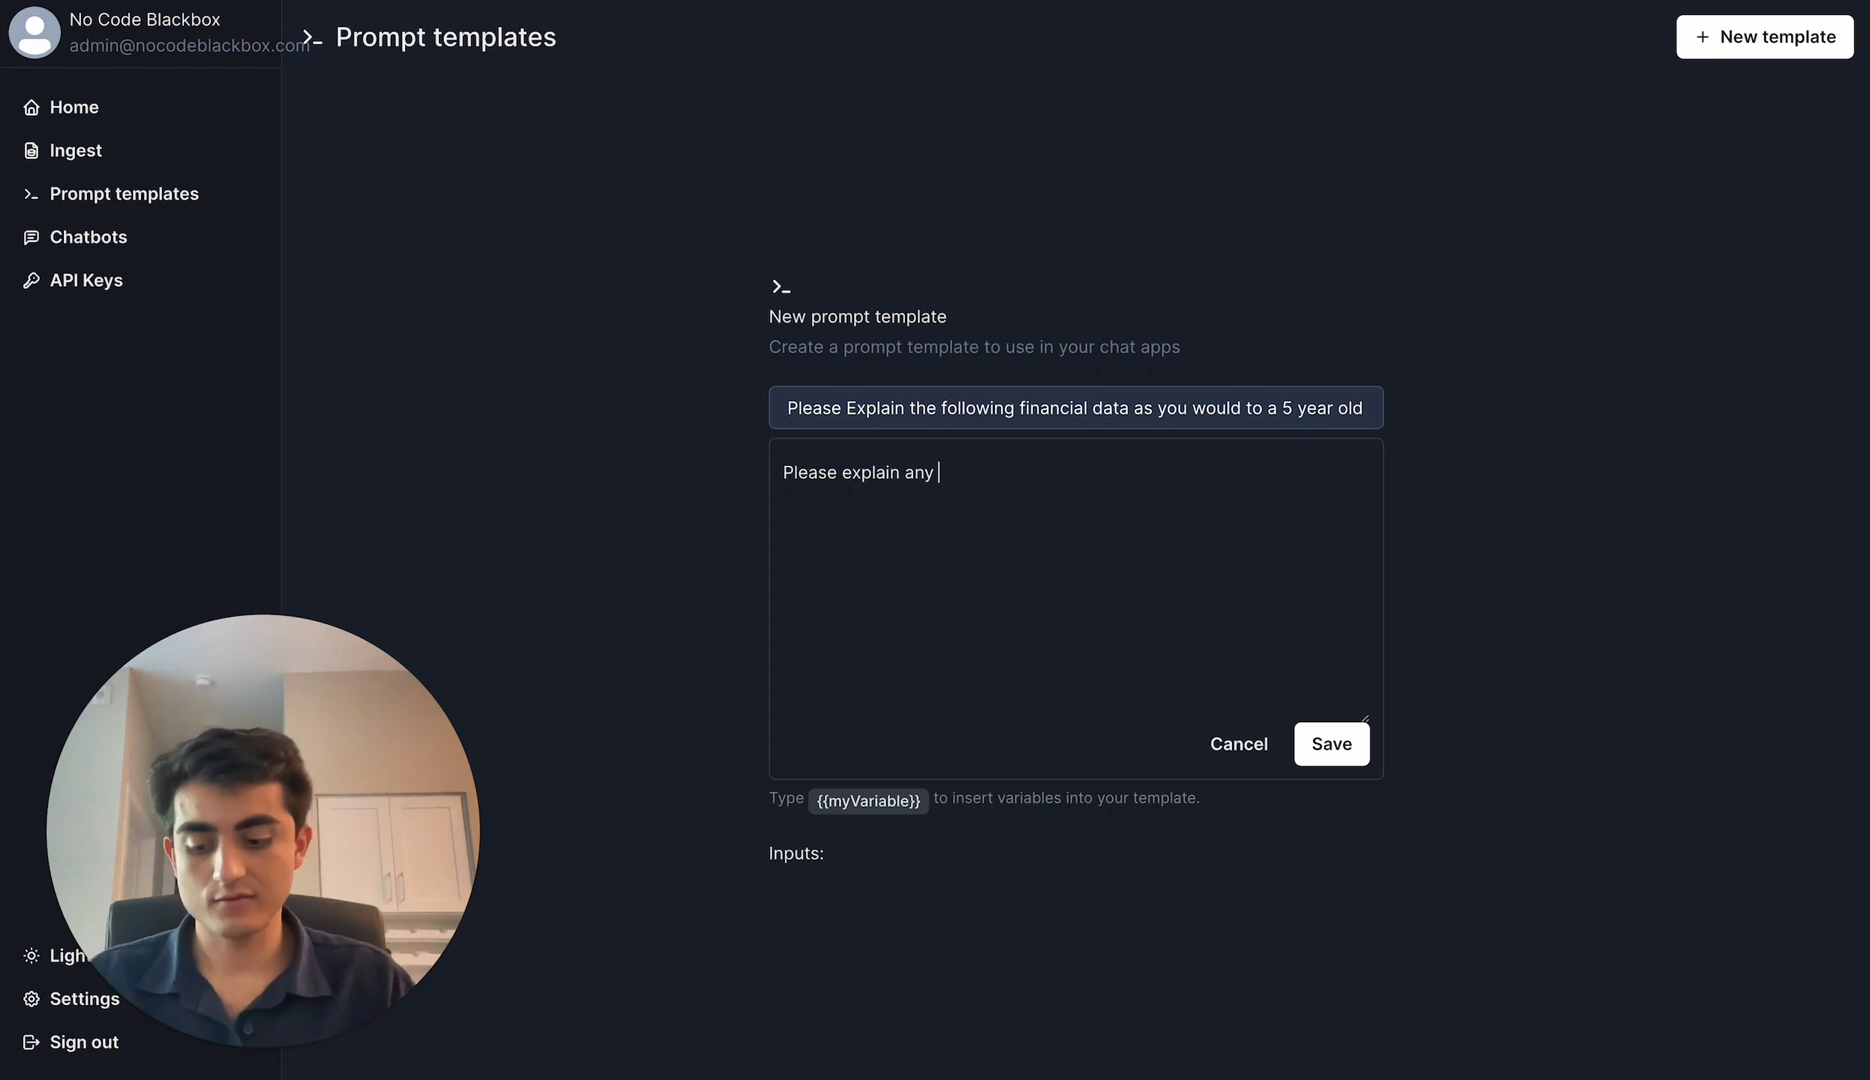 No Code Blackbox
admin@nocodeblackbox.com
Prompt templates
+ New template
Home
Ingest
Prompt templates
Chatbots
API Keys
New prompt template
Create a prompt template to use in your chat apps
Please Explain the following financial data as you would to a 5 year old
Please explain any
Cancel
Save
Type {{myVariable}} to insert variables into your template.
Inputs:
Ligh
Settings
Sign out